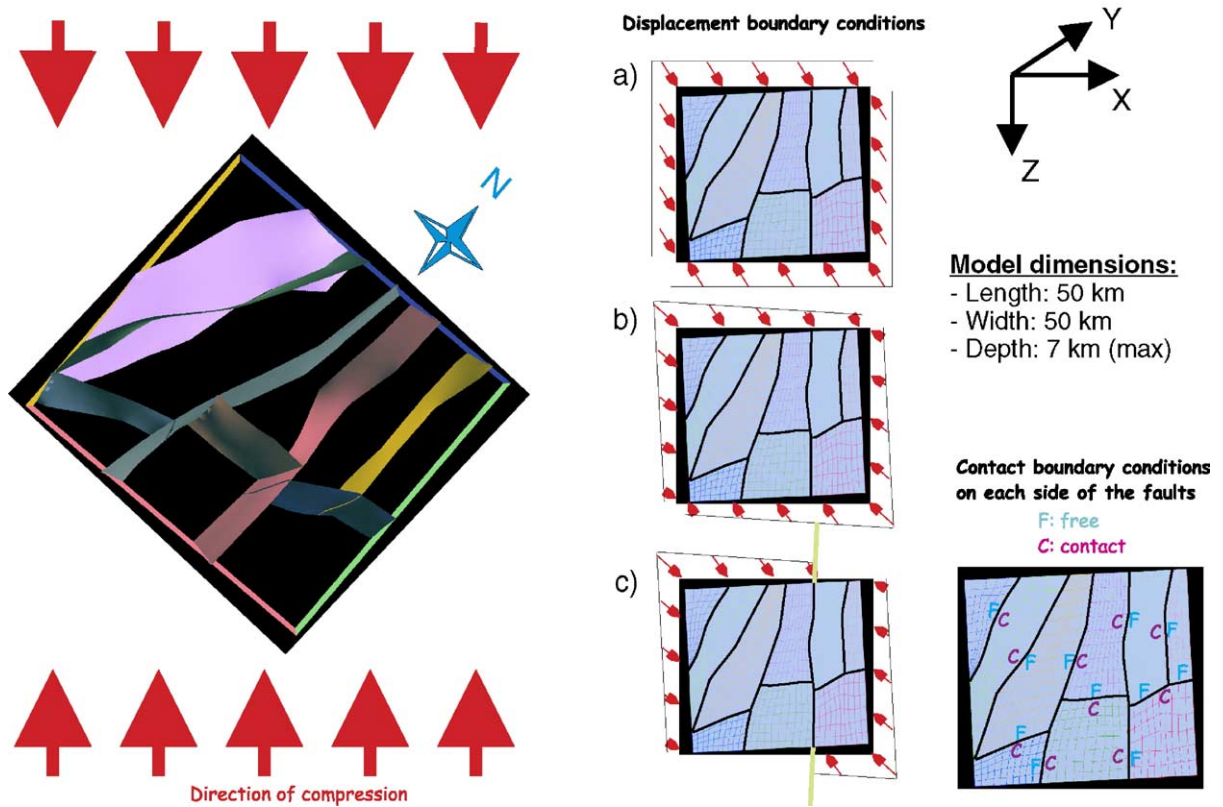 Displacement boundary conditions
a)
b)
c)
N
Direction of compression
Y
X
Z
Model dimensions:
- Length: 50 km
- Width: 50 km
- Depth: 7 km (max)
Contact boundary conditions
on each side of the faults
F: free
C: contact
F
C
C
F
C
F
C
F
F
C
F
C
F
F
C
F
C
F
C
C
F